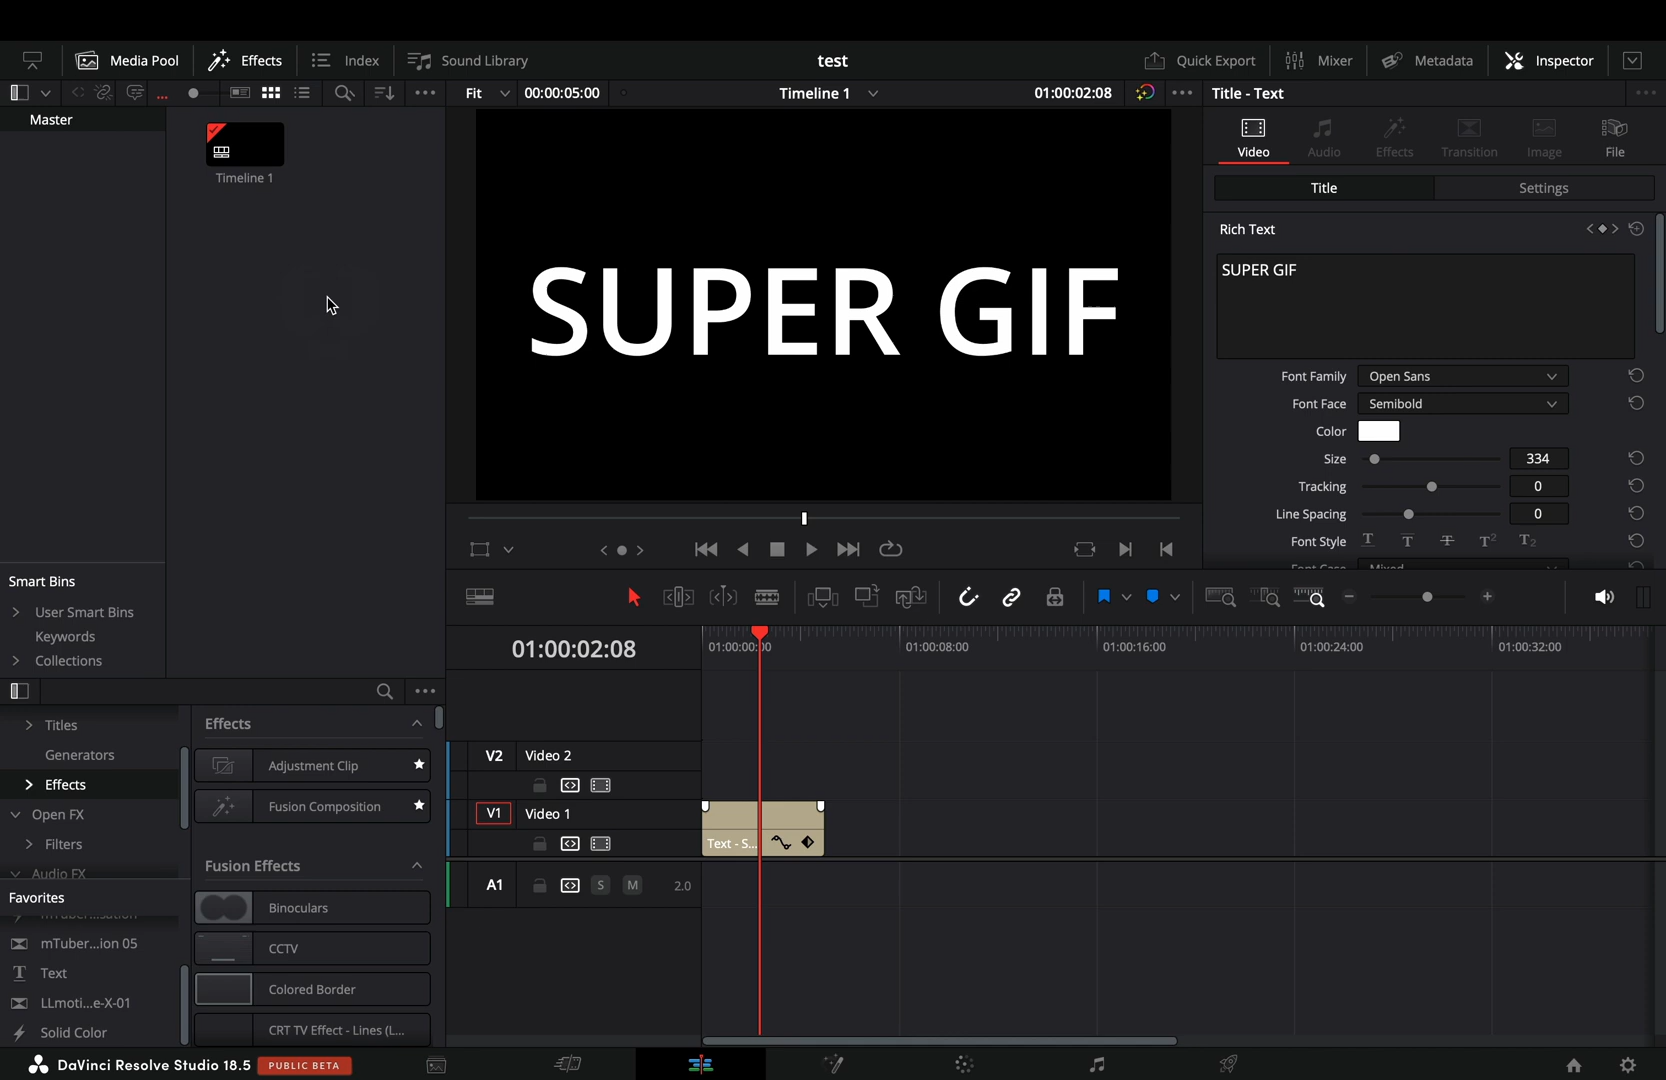 Media Pool
Effects
Index
Sound Library
test
Quick Export
Mixer
Metadata
Inspector
Fit
00:00:05:00
Timeline 1
01:00:02:08
Title - Text
Master
Timeline 1
SUPER GIF
Video
Audio
Effects
Transition
Image
File
Title
Settings
Rich Text
SUPER GIF
Font Family
Open Sans
Font Face
Semibold
Color
Size
334
Tracking
0
Line Spacing
0
Font Style
T T T T² T₂
Font Case
Mixed
Smart Bins
User Smart Bins
Keywords
Collections
Titles
Generators
Effects
Open FX
Filters
Audio FX
Favorites
mTuber...ion 05
Text
LLmoti...e-X-01
Solid Color
Effects
Adjustment Clip
Fusion Composition
Fusion Effects
Binoculars
CCTV
Colored Border
CRT TV Effect - Lines (L...
01:00:02:08
01:00:00:00
01:00:08:00
01:00:16:00
01:00:24:00
01:00:32:00
V2
Video 2
V1
Video 1
Text - S...
A1
S
M
2.0
DaVinci Resolve Studio 18.5
PUBLIC BETA